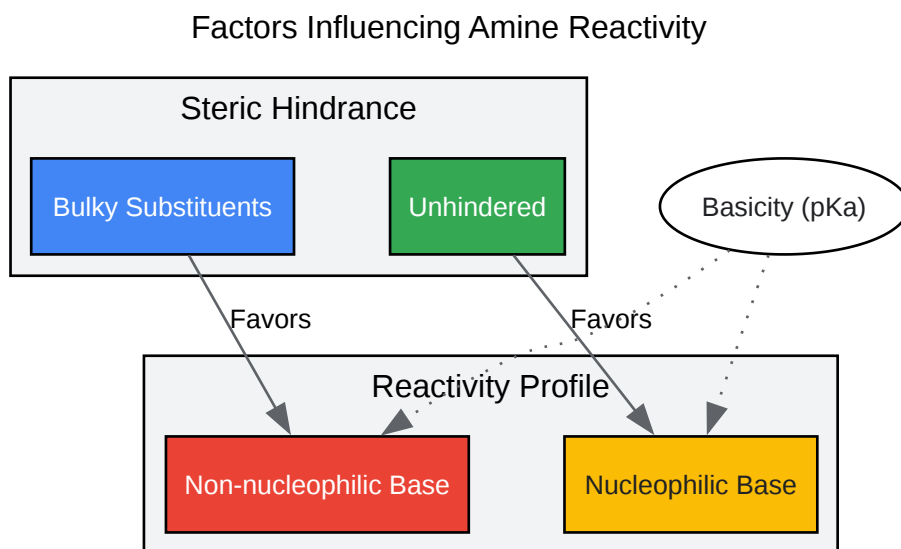 Factors Influencing Amine Reactivity
Steric Hindrance
Bulky Substituents
Unhindered
Basicity (pKa)
Favors
Favors
Reactivity Profile
Non-nucleophilic Base
Nucleophilic Base